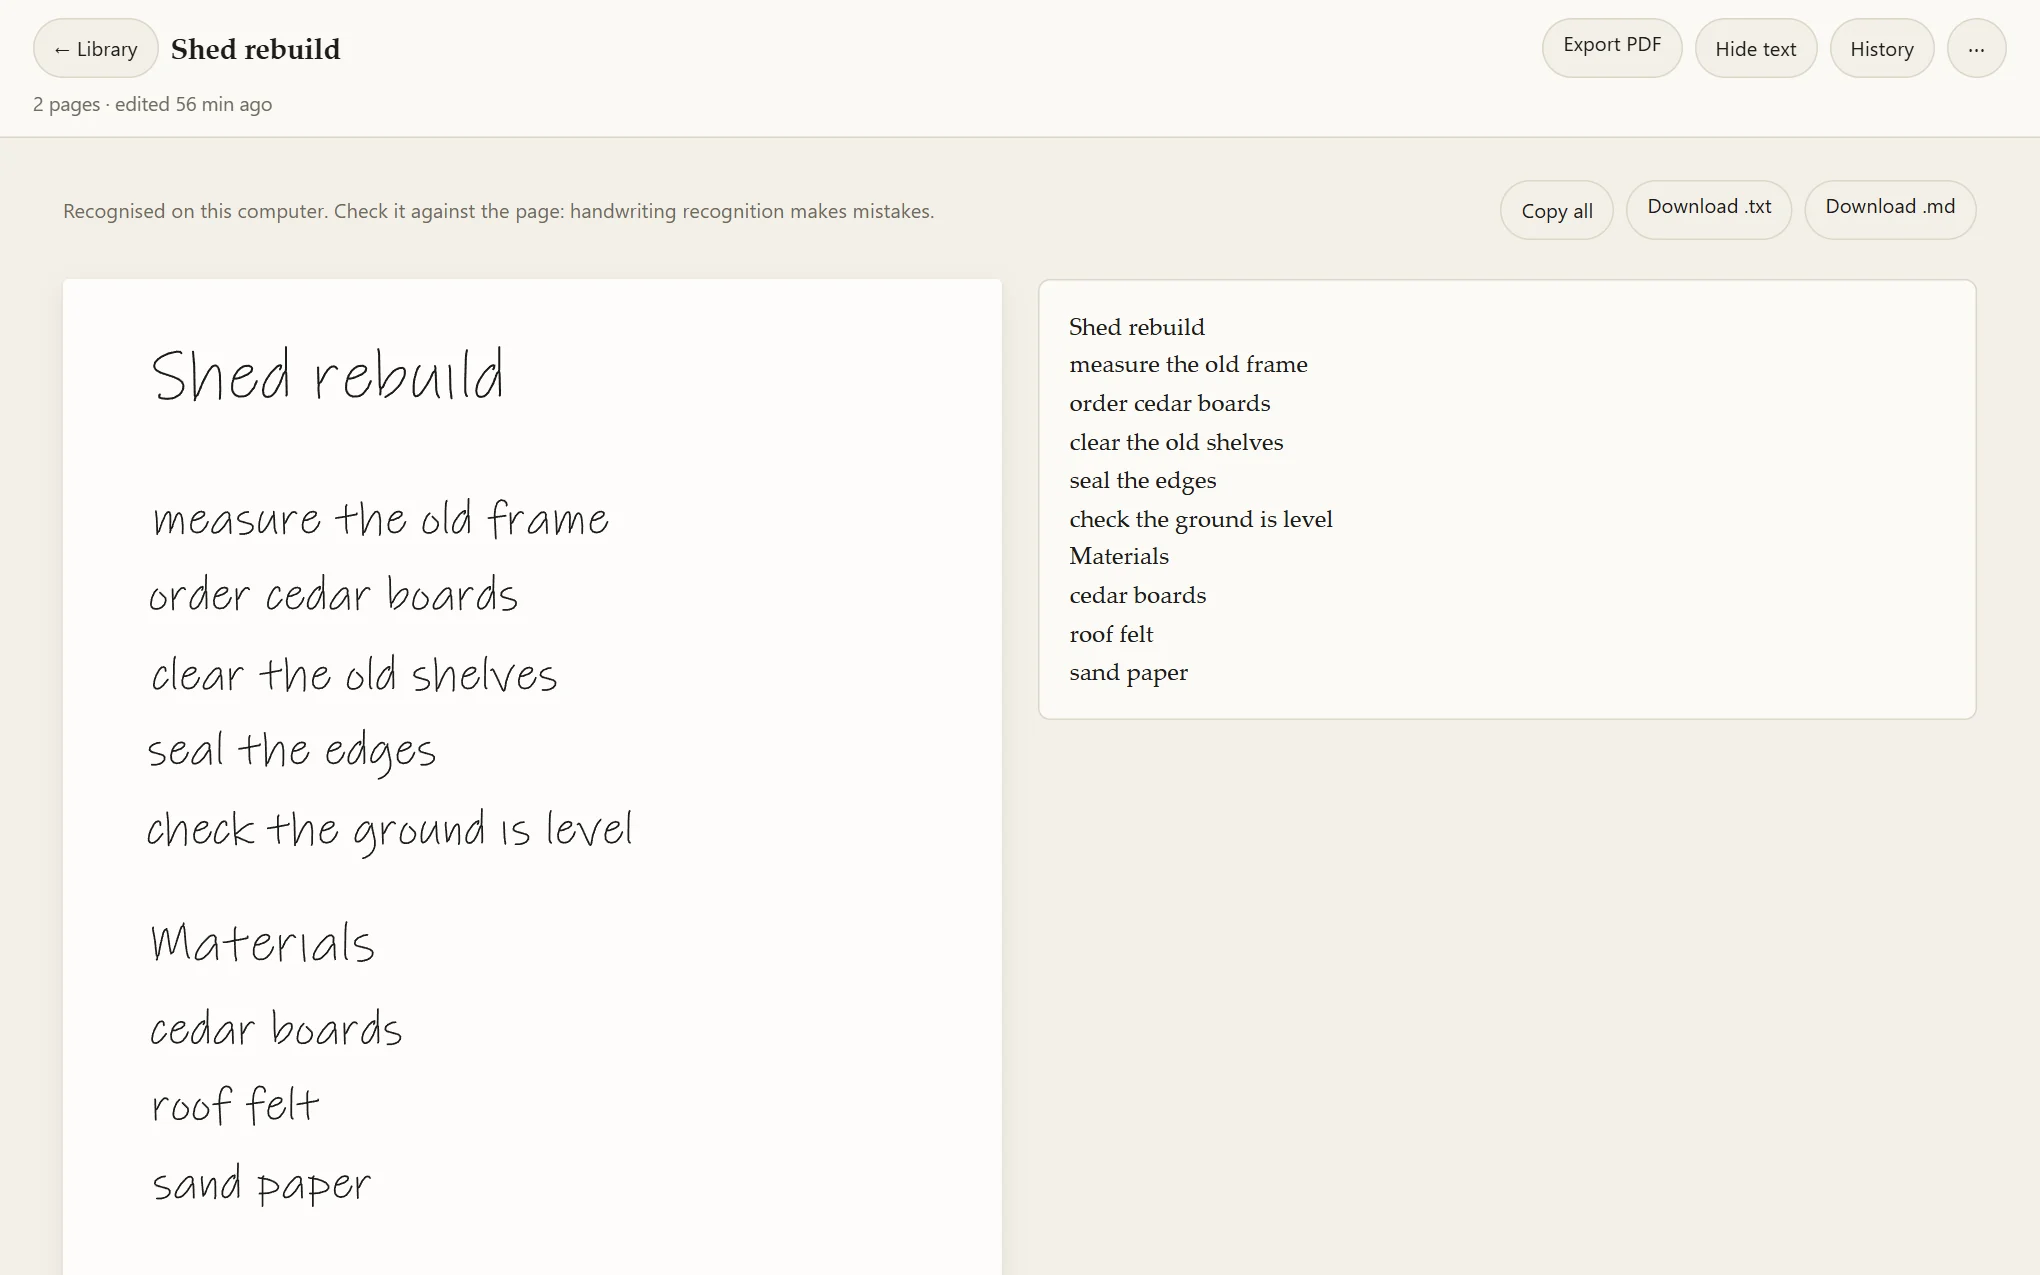 ← Library
Shed rebuild
Export PDF
Hide text
History
...
2 pages · edited 56 min ago
Recognised on this computer. Check it against the page: handwriting recognition makes mistakes.
Copy all
Download .txt
Download .md
Shed rebuild
measure the old frame
order cedar boards
clear the old shelves
seal the edges
check the ground is level
Materials
cedar boards
roof felt
sand paper
Shed rebuild
measure the old frame
order cedar boards
clear the old shelves
seal the edges
check the ground is level
Materials
cedar boards
roof felt
sand paper